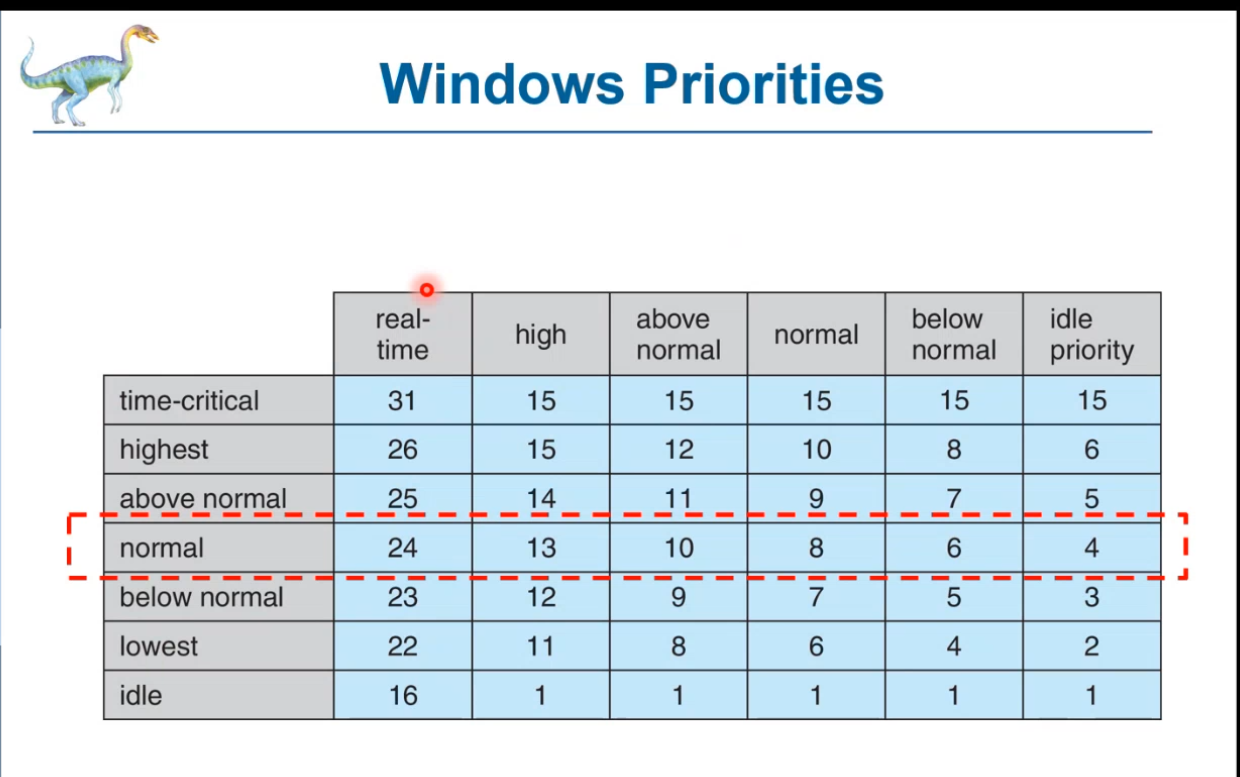 Windows Priorities
real-
time
high
above
normal
normal
below
normal
idle
priority
time-critical 31 15 15 15 15 15
highest 26 15 12 10 8 6
above normal 25 14 11 9 7 5
normal 24 13 10 8 6 4
below normal 23 12 9 7 5 3
lowest 22 11 8 6 4 2
idle 16 1 1 1 1 1